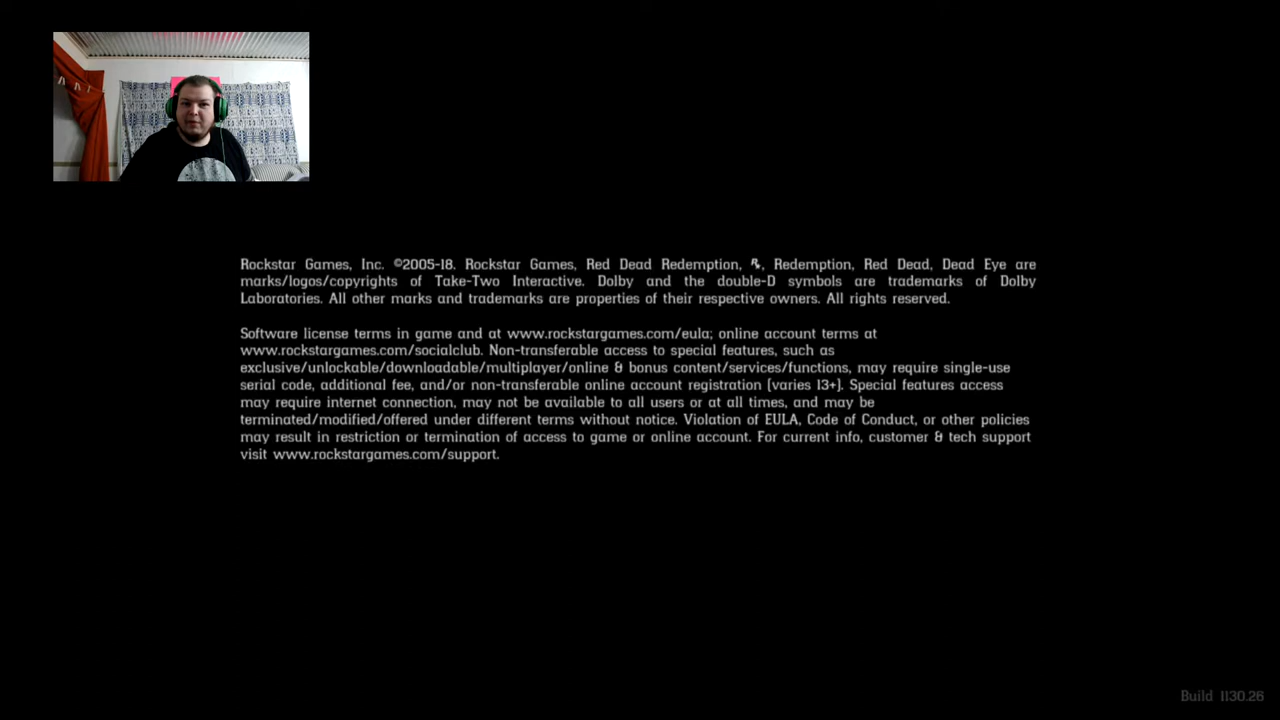 Rockstar Games, Inc. ©2005-18. Rockstar Games, Red Dead Redemption, , Redemption, Red Dead, Dead Eye are
marks/logos/copyrights of Take-Two Interactive. Dolby and the double-D symbols are trademarks of Dolby
Laboratories. All other marks and trademarks are properties of their respective owners. All rights reserved.
Software license terms in game and at www.rockstargames.com/eula; online account terms at
www.rockstargames.com/socialclub. Non-transferable access to special features, such as
exclusive/unlockable/downloadable/multiplayer/online & bonus content/services/functions, may require single-use
serial code, additional fee, and/or non-transferable online account registration (varies 13+). Special features access
may require internet connection, may not be available to all users or at all times, and may be
terminated/modified/offered under different terms without notice. Violation of EULA, Code of Conduct, or other policies
may result in restriction or termination of access to game or online account. For current info, customer & tech support
visit www.rockstargames.com/support.
Build 1130.26